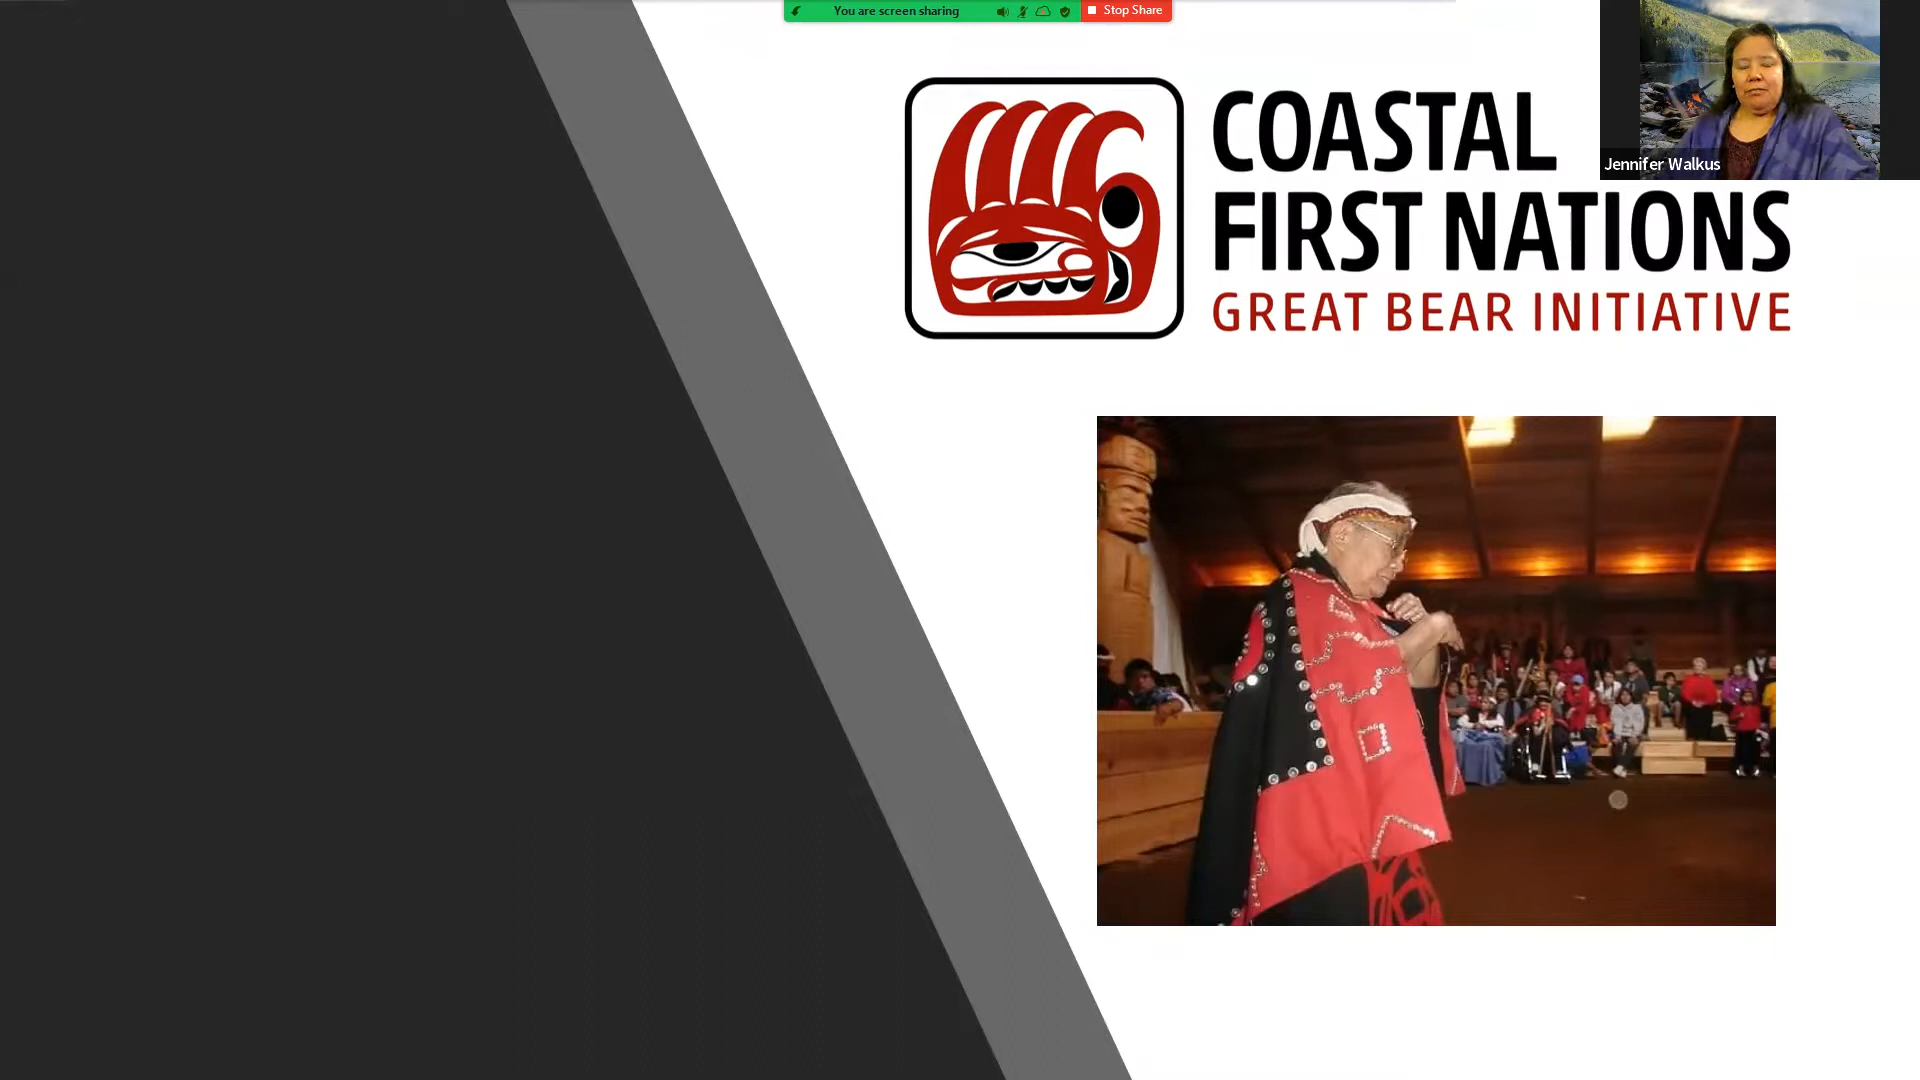 You are screen sharing
Stop Share
COASTAL
FIRST NATIONS
GREAT BEAR INITIATIVE
Jennifer Walkus